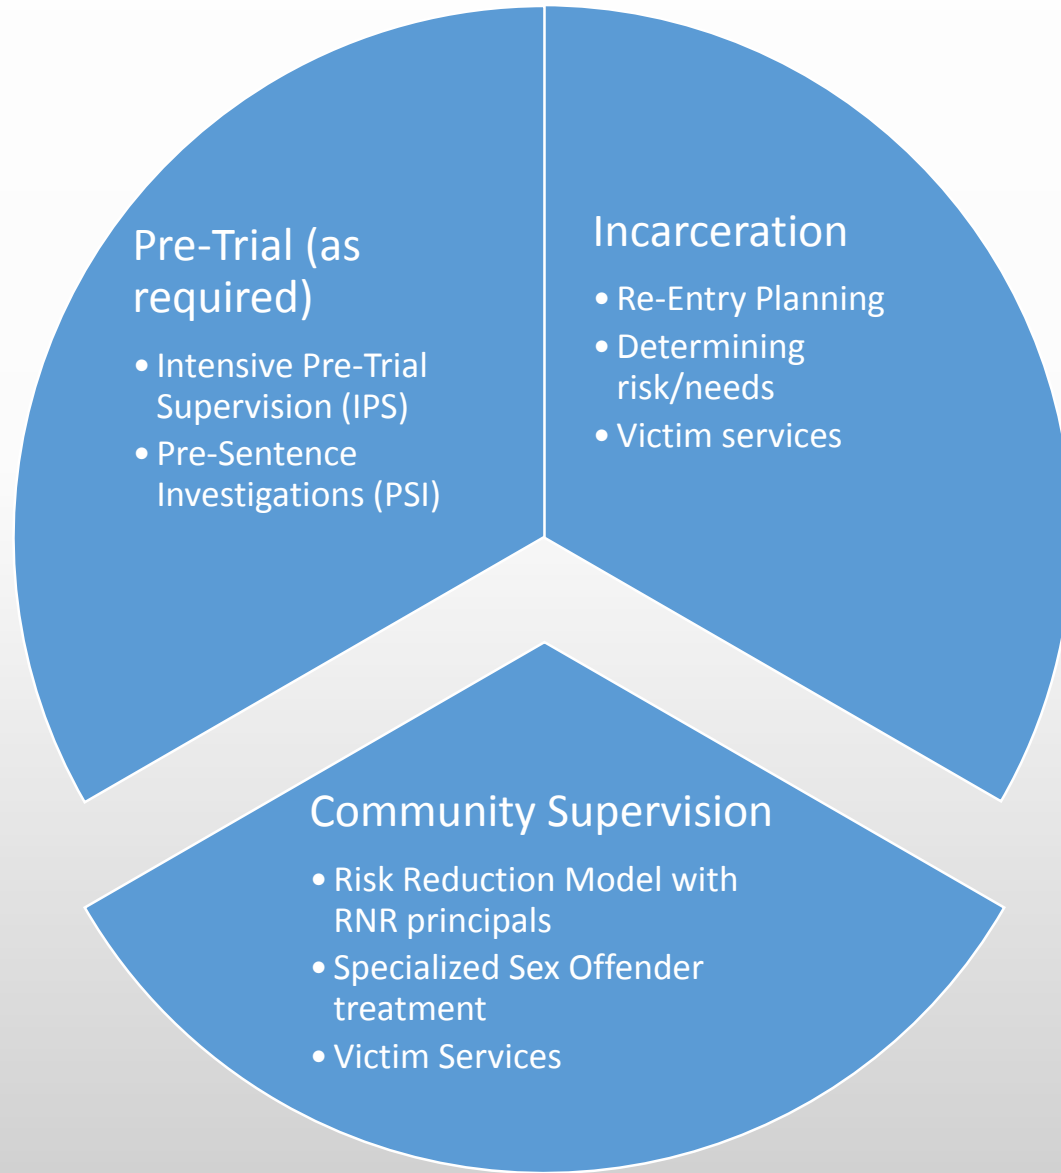 Pre-Trial (as
required)
• Intensive Pre-Trial
Supervision (IPS)
• Pre-Sentence
Investigations (PSI)
Incarceration
• Re-Entry Planning
• Determining
risk/needs
• Victim services
Community Supervision
• Risk Reduction Model with
RNR principals
• Specialized Sex Offender
treatment
• Victim Services